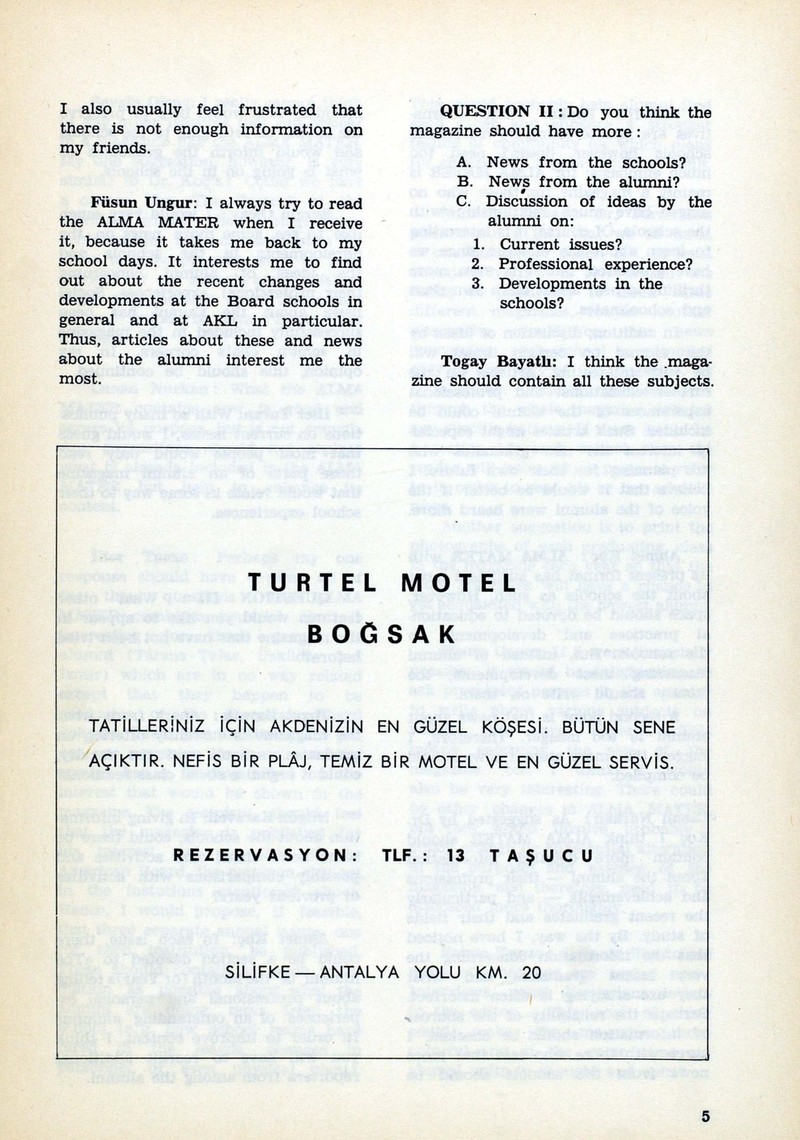 I also usually feel frustrated that
there is not enough information on
my friends.
Füsun Ungur: I always try to read
the ALMA MATER when I receive
it, because it takes me back to my
school days. It interests me to find
out about the recent changes and
developments at the Board schools in
general and at AKL in particular.
Thus, articles about these and news
about the alumni interest me the
most.
QUESTION II : Do you think the
magazine should have more :
A. News from the schools?
B. News from the alumni?
C. Discussion of ideas by the
alumni on:
1. Current issues?
2. Professional experience?
3. Developments in the
schools?
Togay Bayatlı: I think the .maga-
zine should contain all these subjects.
TURTEL MOTEL
BOĞSAK
TATİLLERİNİZ İÇİN AKDENİZİN EN GÜZEL KÖŞESİ. BÜTÜN SENE
AÇIKTIR. NEFİS BİR PLÂJ, TEMİZ BİR MOTEL VE EN GÜZEL SERVİS.
REZERVASYON: TLF. : 13 TAŞUCU
SİLİFKE — ANTALYA YOLU KM. 20
5